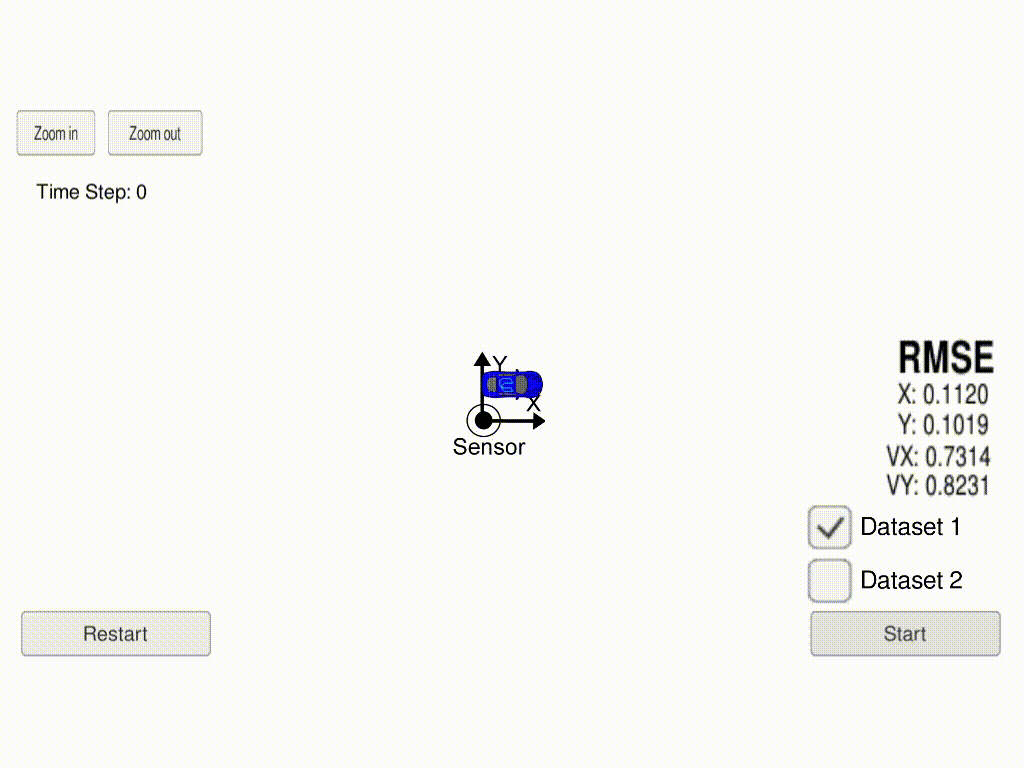 Zoom in
Zoom out
Time Step: 0
Y
X
Sensor
RMSE
X: 0.1120
Y: 0.1019
VX: 0.7314
VY: 0.8231
Dataset 1
Dataset 2
Restart
Start